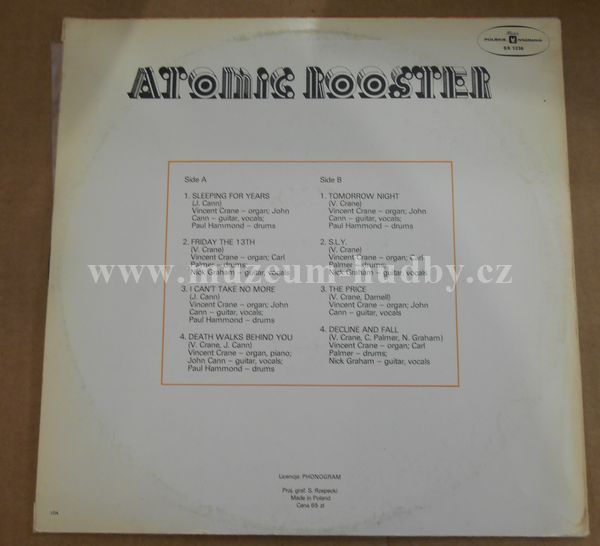 POLSKIE NAGRANIA
SX 1236
ATOMIC ROOSTER
Side A
1. SLEEPING FOR YEARS
(J. Cann)
Vincent Crane – organ; John
Cann – guitar, vocals;
Paul Hammond – drums
2. FRIDAY THE 13TH
(V. Crane)
Vincent Crane – organ; Carl
Palmer – drums;
Nick Graham – guitar, vocals
3. I CAN'T TAKE NO MORE
(J. Cann)
Vincent Crane – organ; John
Cann – guitar, vocals;
Paul Hammond – drums
4. DEATH WALKS BEHIND YOU
(V. Crane, J. Cann)
Vincent Crane – organ, piano;
John Cann – guitar, vocals;
Paul Hammond – drums
Side B
1. TOMORROW NIGHT
(V. Crane)
Vincent Crane – organ; John
Cann – guitar, vocals;
Paul Hammond – drums
2. S.L.Y.
(V. Crane)
Vincent Crane – organ; Carl
Palmer – drums;
Nick Graham – guitar, vocals
3. THE PRICE
(V. Crane, Darnell)
Vincent Crane – organ; John
Cann – guitar, vocals
4. DECLINE AND FALL
(V. Crane, C. Palmer, N. Graham)
Vincent Crane – organ; Carl
Palmer – drums;
Nick Graham – guitar, vocals
www.muzeum-hudby.cz
Licencja: PHONOGRAM
Proj. graf. S. Rzepecki
Made in Poland
Cena 65 zł